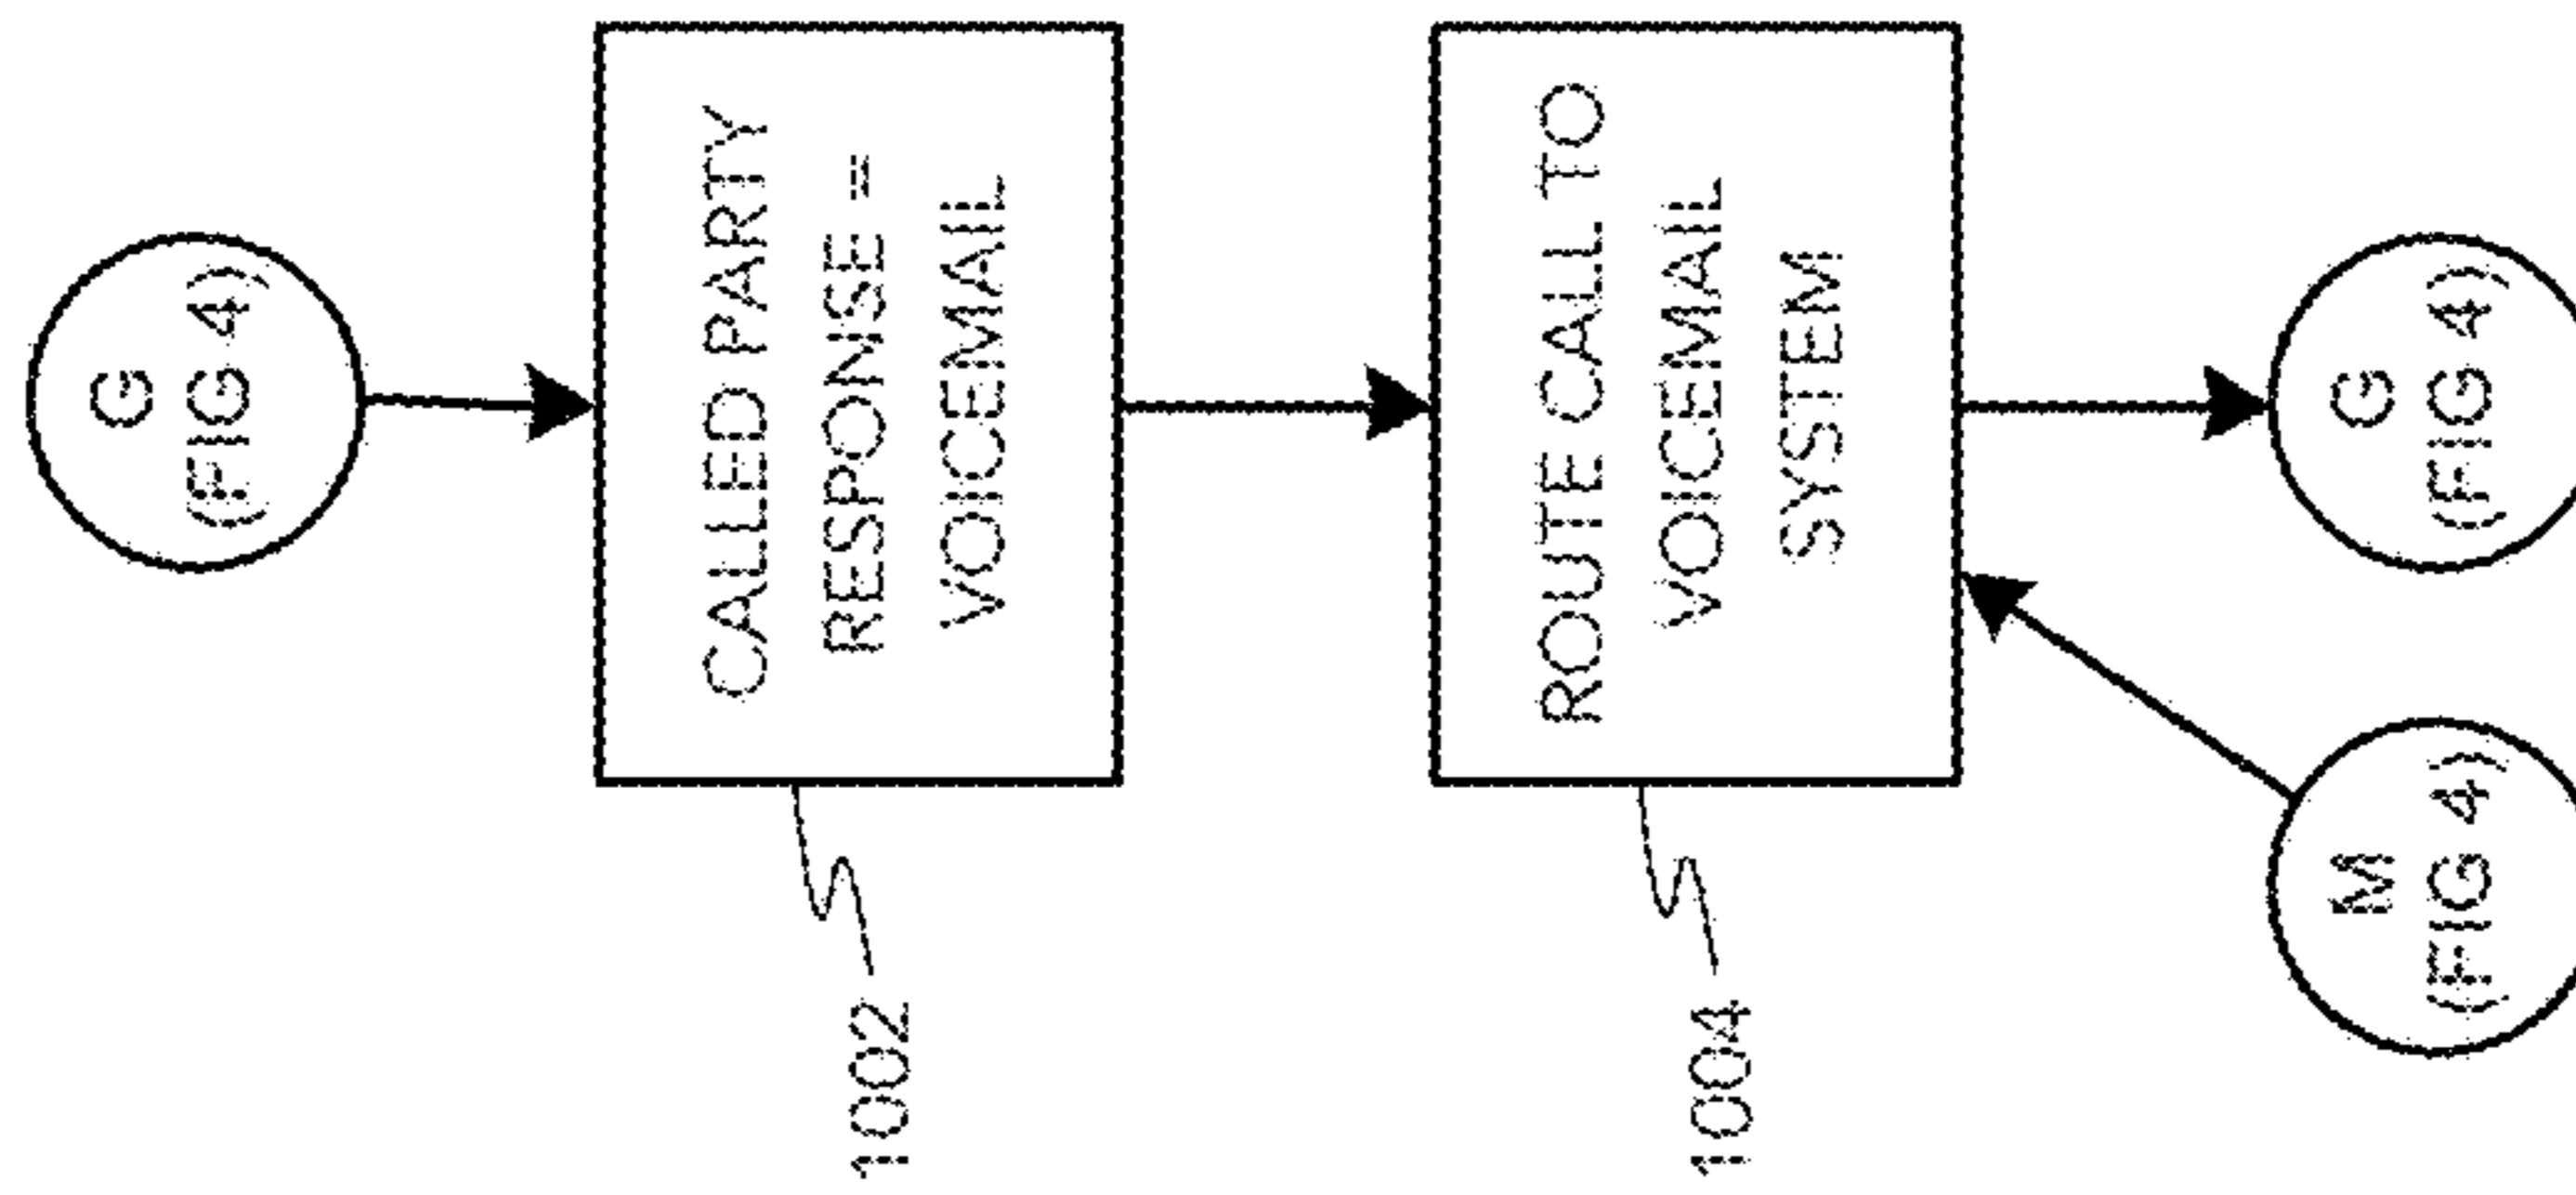 G
(FIG 4)
CALLED PARTY
RESPONSE =
VOICEMAIL
1002
ROUTE CALL TO
VOICEMAIL
SYSTEM
1004
M
(FIG 4)
G
(FIG 4)